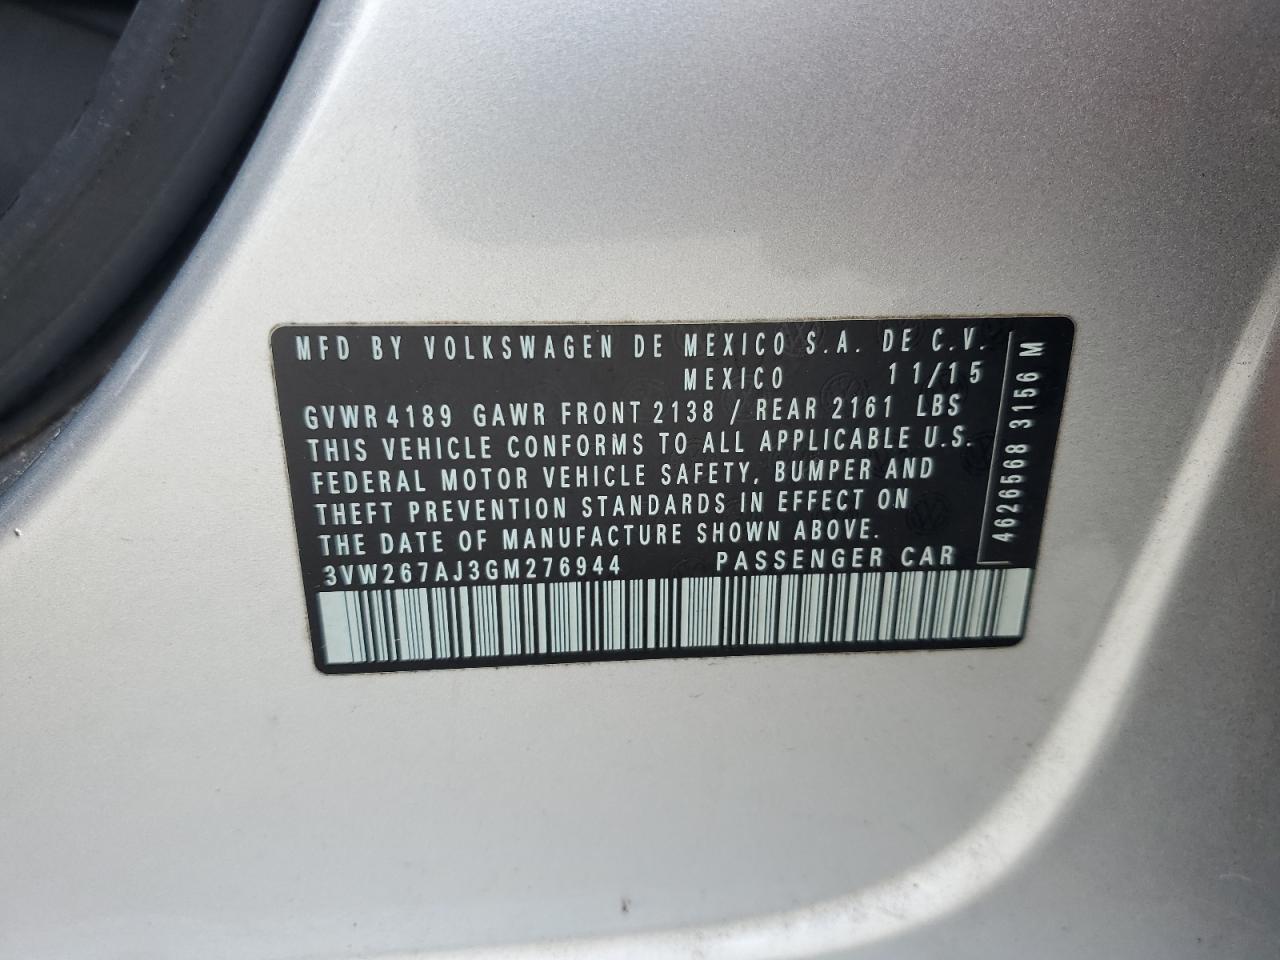 MFD BY VOLKSWAGEN DE MEXICO S.A. DE C.V.
MEXICO 11/15
GVWR 4189 GAWR FRONT 2138 / REAR 2161 LBS
THIS VEHICLE CONFORMS TO ALL APPLICABLE U.S.
FEDERAL MOTOR VEHICLE SAFETY, BUMPER AND
THEFT PREVENTION STANDARDS IN EFFECT ON
THE DATE OF MANUFACTURE SHOWN ABOVE.
3VW267AJ3GM276944 PASSENGER CAR
4626568 3156 M